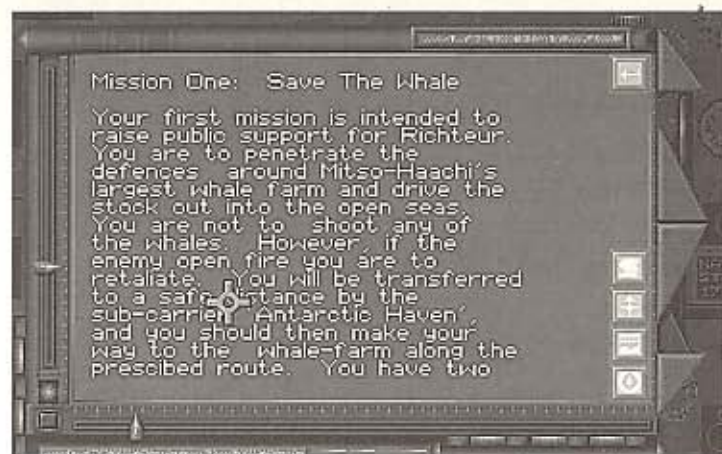 Mission One: Save The Whale
Your first mission is intended to
raise public support for Richteur.
You are to penetrate the
defences around Mitso-Haachi's
largest whale farm and drive the
stock out into the open seas.
You are not to shoot any of
the whales. However, if the
enemy open fire you are to
retaliate. You will be transferred
to a safe distance by the
sub-carrier 'Antarctic Haven',
and you should then make your
way to the whale-farm along the
prescibed route. You have two